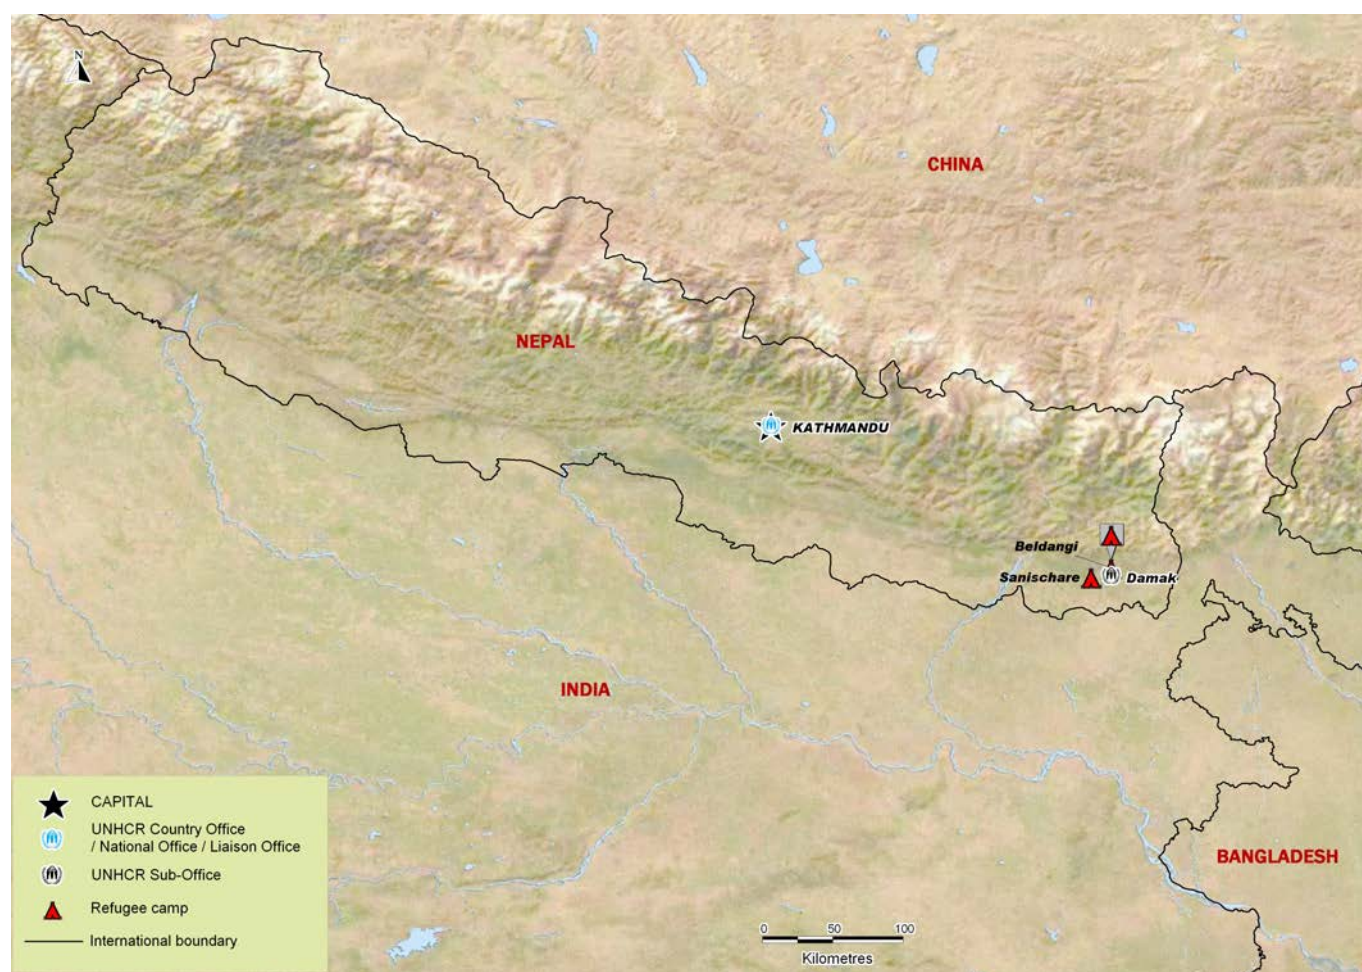 N
CHINA
NEPAL
KATHMANDU
Beldangi
Sanischare
Damak
INDIA
BANGLADESH
CAPITAL
UNHCR Country Office
/ National Office / Liaison Office
UNHCR Sub-Office
Refugee camp
International boundary
0 50 100
Kilometres